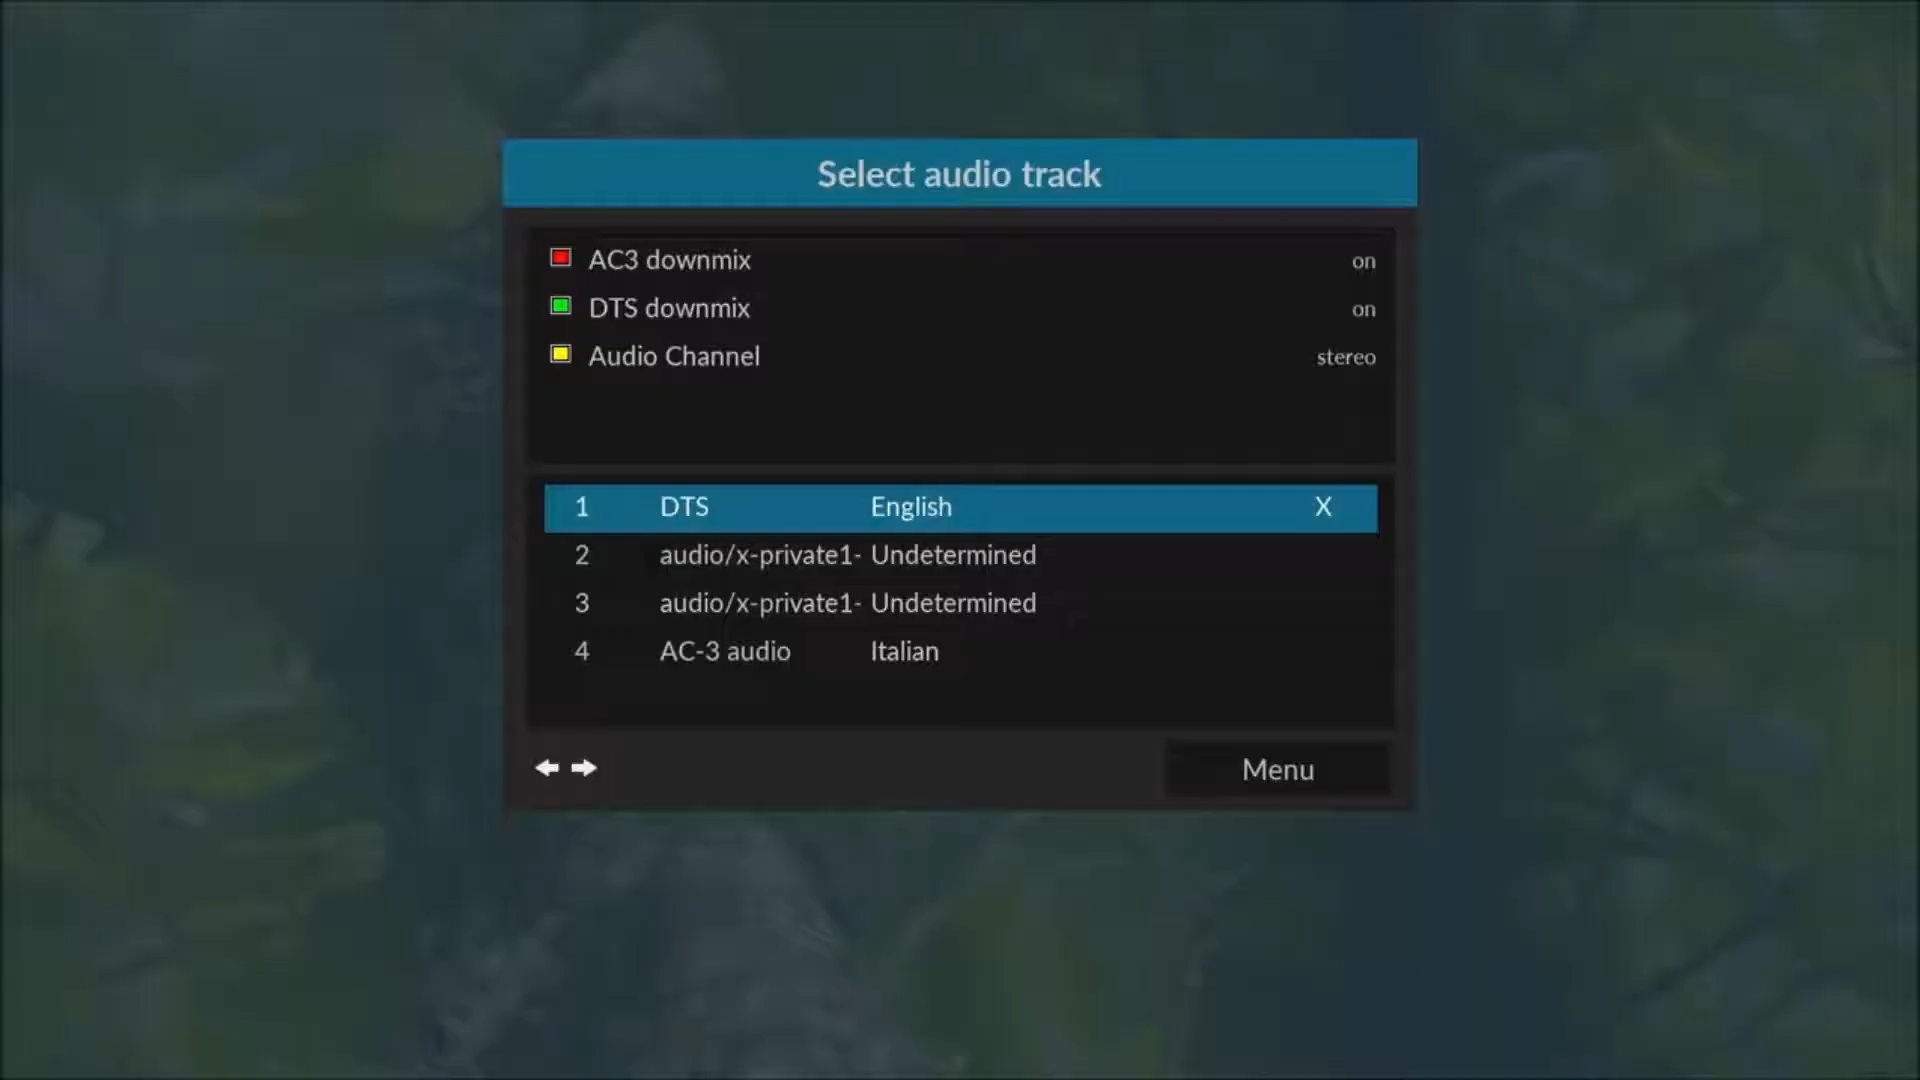 Select audio track
AC3 downmix on
DTS downmix on
Audio Channel stereo
1 DTS English X
2 audio/x-private1- Undetermined
3 audio/x-private1- Undetermined
4 AC-3 audio Italian
Menu